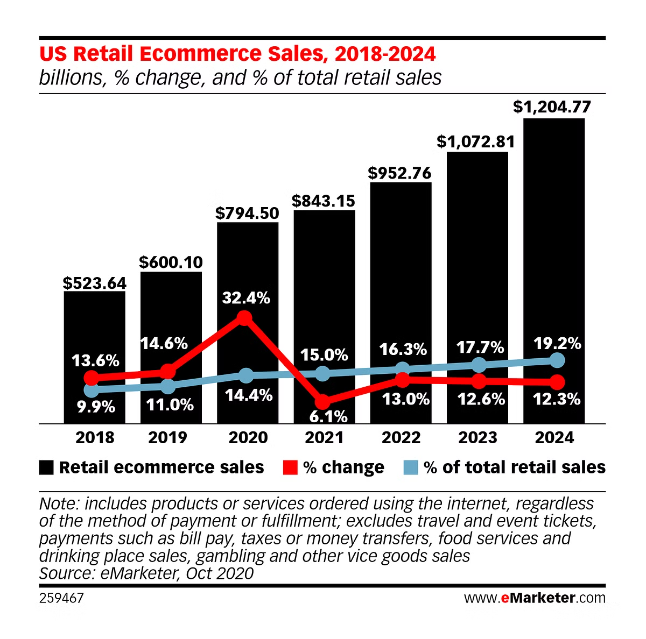 US Retail Ecommerce Sales, 2018-2024
billions, % change, and % of total retail sales
$1,204.77
$1,072.81
$952.76
$843.15
$794.50
$600.10
$523.64
32.4%
13.6%
14.6%
15.0%
16.3%
17.7%
19.2%
9.9%
11.0%
14.4%
6.1%
13.0%
12.6%
12.3%
2018 2019 2020 2021 2022 2023 2024
Retail ecommerce sales % change % of total retail sales
Note: includes products or services ordered using the internet, regardless
of the method of payment or fulfillment; excludes travel and event tickets,
payments such as bill pay, taxes or money transfers, food services and
drinking place sales, gambling and other vice goods sales
Source: eMarketer, Oct 2020
259467 www.eMarketer.com